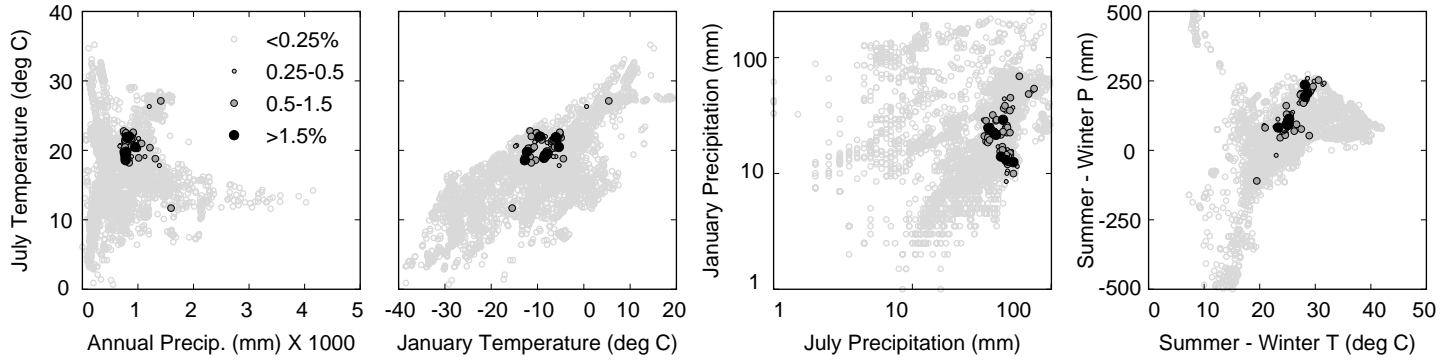 July Temperature (deg C)
40
30
20
10
0
<0.25%
0.25-0.5
0.5-1.5
>1.5%
0 1 2 3 4 5
Annual Precip. (mm) X 1000
-40 -30 -20 -10 0 10 20
January Temperature (deg C)
January Precipitation (mm)
100
10
1
1 10 100
July Precipitation (mm)
Summer - Winter P (mm)
500
250
0
-250
-500
0 10 20 30 40 50
Summer - Winter T (deg C)